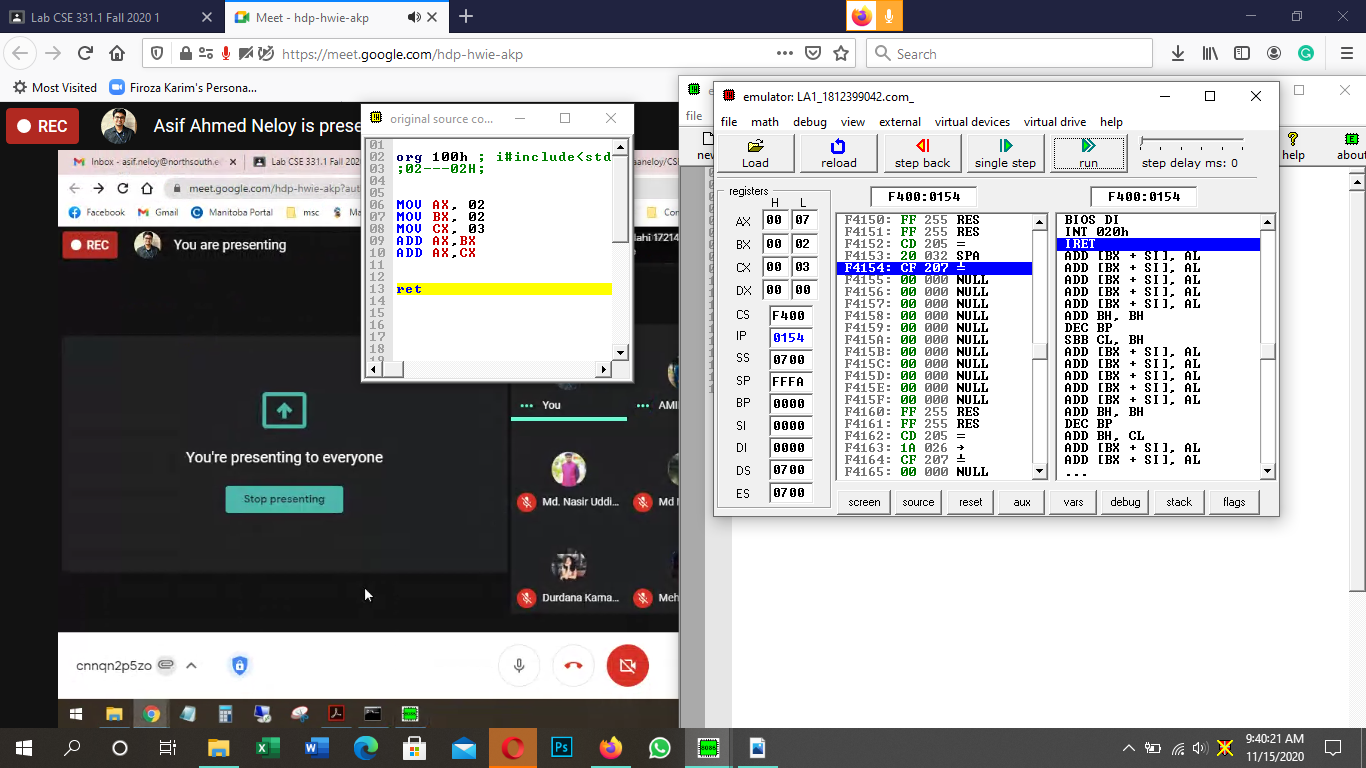 Lab CSE 331.1 Fall 2020 1
Meet - hdp-hwie-akp
https://meet.google.com/hdp-hwie-akp
Search
Most Visited
Firoza Karim's Persona...
REC
Asif Ahmed Neloy is prese
Inbox - asif.neloy@northsouth.e
Lab CSE 331.1 Fall 202
aaneloy/CS
meet.google.com/hdp-hwie-akp?aut
Facebook
Gmail
Manitoba Portal
msc
REC
You are presenting
You're presenting to everyone
Stop presenting
You
AMI
Md. Nasir Uddi...
Md N
Durdana Kama...
Meh
cnnqn2p5zo
original source co...
01
02 org 100h ; i#include<std
03 ;02---02H;
04
05
06 MOV AX, 02
07 MOV BX, 02
08 MOV CX, 03
09 ADD AX,BX
10 ADD AX,CX
11
12
13 ret
14
15
16
17
18
19
file
new
help
about
emulator: LA1_1812399042.com_
file math debug view external virtual devices virtual drive help
Load reload step back single step run step delay ms: 0
registers
F400:0154 F400:0154
H L
AX 00 07
BX 00 02
CX 00 03
DX 00 00
CS F400
IP 0154
SS 0700
SP FFFA
BP 0000
SI 0000
DI 0000
DS 0700
ES 0700
F4150: FF 255 RES
F4151: FF 255 RES
F4152: CD 205 =
F4153: 20 032 SPA
F4154: CF 207 ╧
F4155: 00 000 NULL
F4156: 00 000 NULL
F4157: 00 000 NULL
F4158: 00 000 NULL
F4159: 00 000 NULL
F415A: 00 000 NULL
F415B: 00 000 NULL
F415C: 00 000 NULL
F415D: 00 000 NULL
F415E: 00 000 NULL
F415F: 00 000 NULL
F4160: FF 255 RES
F4161: FF 255 RES
F4162: CD 205 =
F4163: 1A 026 →
F4164: CF 207 ╧
F4165: 00 000 NULL
BIOS DI
INT 020h
IRET
ADD [BX + SI], AL
ADD [BX + SI], AL
ADD [BX + SI], AL
ADD [BX + SI], AL
ADD [BX + SI], AL
ADD BH, BH
DEC BP
SBB CL, BH
ADD [BX + SI], AL
ADD [BX + SI], AL
ADD [BX + SI], AL
ADD [BX + SI], AL
ADD [BX + SI], AL
ADD BH, BH
DEC BP
ADD BH, CL
ADD [BX + SI], AL
ADD [BX + SI], AL
...
screen source reset aux vars debug stack flags
9:40:21 AM
11/15/2020